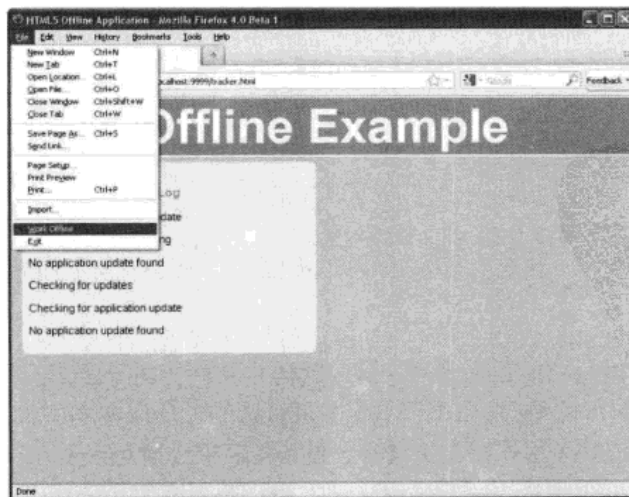 HTML5 Offline Application - Mozilla Firefox 4.0 Beta 1
File Edit View History Bookmarks Tools Help
New Window Ctrl+N
New Tab Ctrl+T
Open Location... Ctrl+L
Open File... Ctrl+O
Close Window Ctrl+Shift+W
Close Tab Ctrl+W
Save Page As... Ctrl+S
Send Link...
Page Setup...
Print Preview
Print... Ctrl+P
Import...
Work Offline
Exit
calhost:9999/tracker.html
Google
Feedback
Offline Example
Log
date
ng
No application update found
Checking for updates
Checking for application update
No application update found
Done